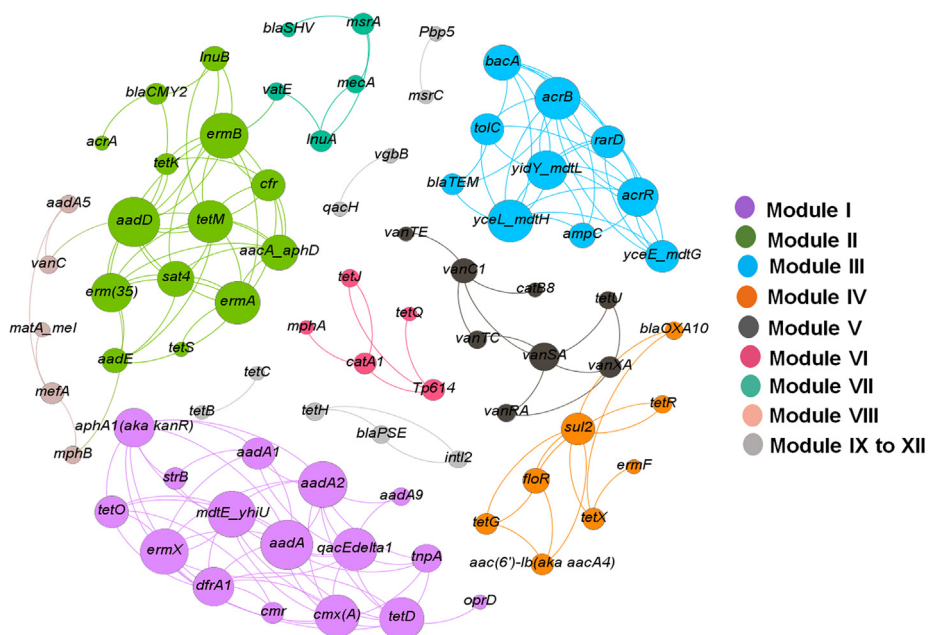 blaSHV
msrA
Pbp5
lnuB
bacA
blaCMY2
vatE
mecA
msrC
acrB
acrA
ermB
lnuA
tolC
rarD
tetK
vgbB
yidY_mdtL
cfr
blaTEM
acrR
aadA5
qacH
aadD
tetM
yceL_mdtH
ampC
vanTE
aacA_aphD
yceE_mdtG
vanC
vanC1
sat4
tetJ
erm(35)
ermA
catB8
tetU
matA_mel
mphA
tetQ
blaOXA10
tetS
vanTC
aadE
catA1
vanSA
vanXA
tetC
mefA
Tp614
tetR
tetB
tetH
vanRA
aphA1(aka kanR)
sul2
blaPSE
mphB
aadA1
intI2
ermF
strB
aadA2
floR
aadA9
tetO
mdtE_yhiU
tetG
tetX
ermX
aadA
qacEdelta1
tnpA
aac(6')-Ib(aka aacA4)
dfrA1
oprD
cmr
cmx(A)
tetD
Module I
Module II
Module III
Module IV
Module V
Module VI
Module VII
Module VIII
Module IX to XII